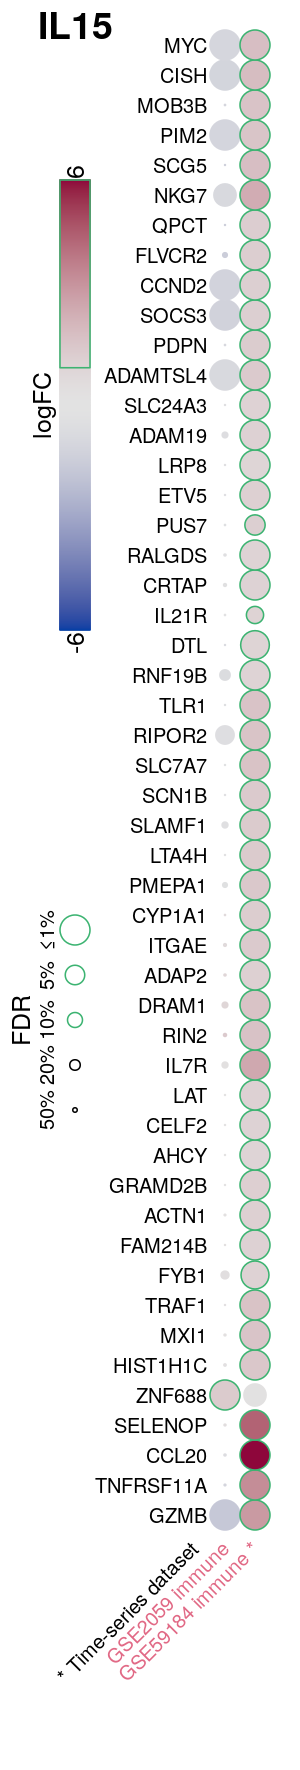 IL15
6
logFC
-6
MYC
CISH
MOB3B
PIM2
SCG5
NKG7
QPCT
FLVCR2
CCND2
SOCS3
PDPN
ADAMTSL4
SLC24A3
ADAM19
LRP8
ETV5
PUS7
RALGDS
CRTAP
IL21R
DTL
RNF19B
TLR1
RIPOR2
SLC7A7
SCN1B
SLAMF1
LTA4H
PMEPA1
CYP1A1
ITGAE
ADAP2
DRAM1
RIN2
IL7R
LAT
CELF2
AHCY
GRAMD2B
ACTN1
FAM214B
FYB1
TRAF1
MXI1
HIST1H1C
ZNF688
SELENOP
CCL20
TNFRSF11A
GZMB
FDR
50% 20% 10% 5% ≤1%
* Time-series dataset
GSE2059 immune
GSE59184 immune *